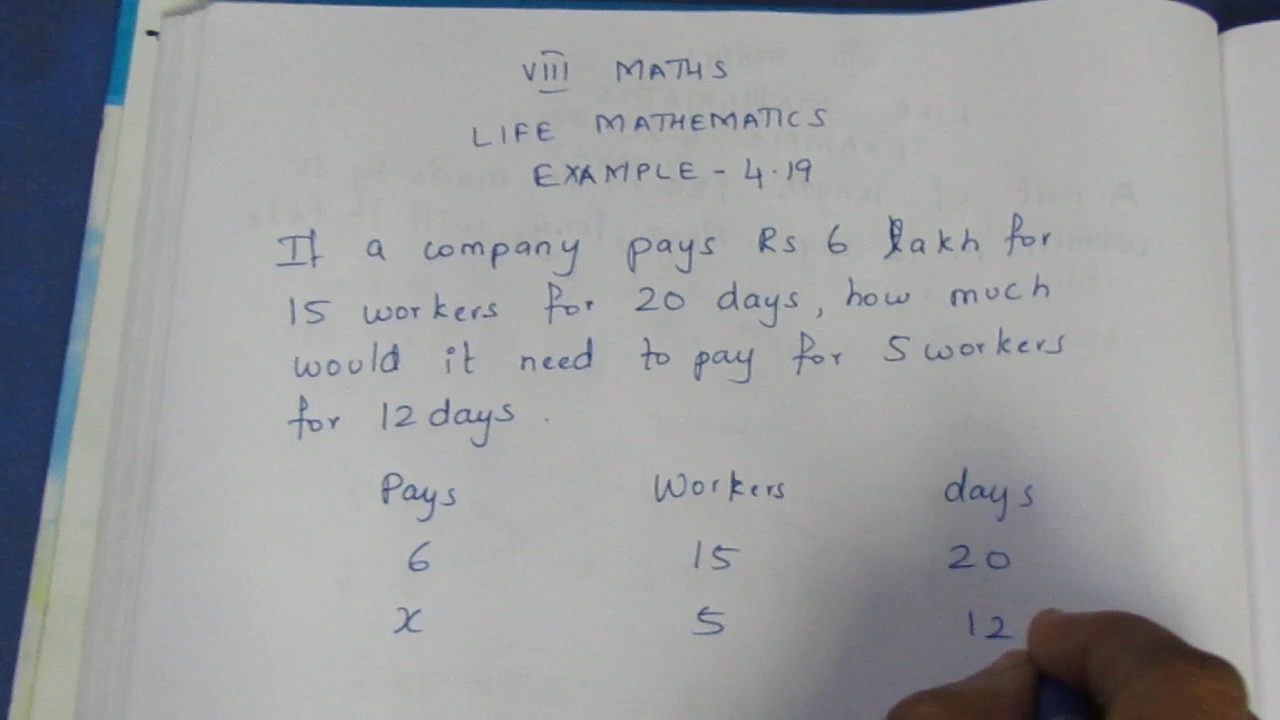 VIII MATHS
LIFE MATHEMATICS
EXAMPLE - 4.19
If a company pays Rs 6 lakh for
15 workers for 20 days, how much
would it need to pay for 5 workers
for 12 days.
Pays Workers days
6 15 20
x 5 12